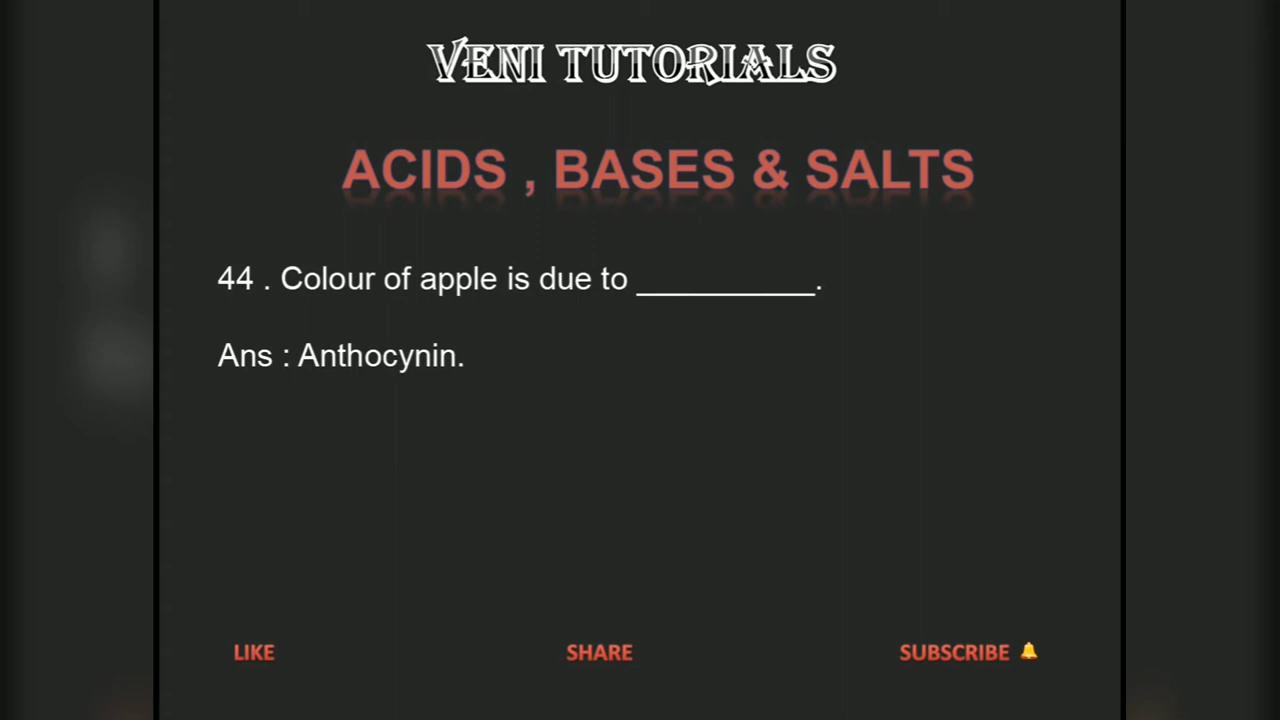 VENI TUTORIALS
ACIDS , BASES & SALTS
44 . Colour of apple is due to __________.
Ans : Anthocynin.
LIKE SHARE SUBSCRIBE 🔔